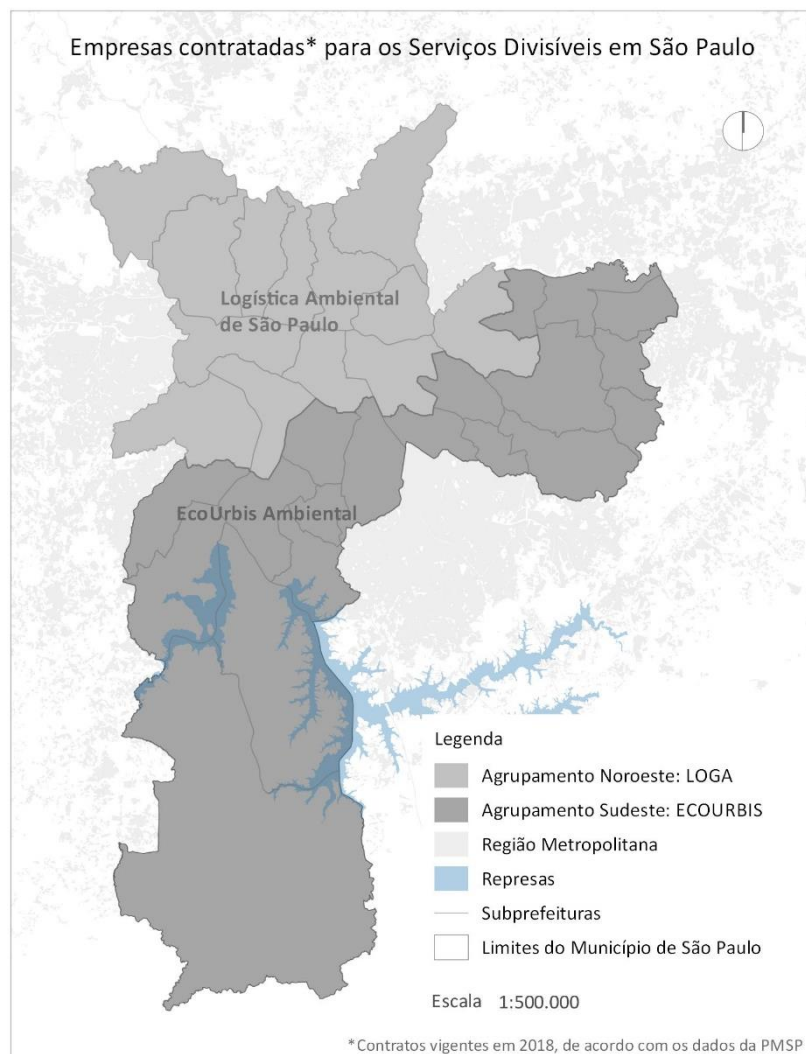 Empresas contratadas* para os Serviços Divisíveis em São Paulo
Logística Ambiental
de São Paulo
EcoUrbis Ambiental
Legenda
Agrupamento Noroeste: LOGA
Agrupamento Sudeste: ECOURBIS
Região Metropolitana
Represas
Subprefeituras
Limites do Município de São Paulo
Escala 1:500.000
*Contratos vigentes em 2018, de acordo com os dados da PMSP